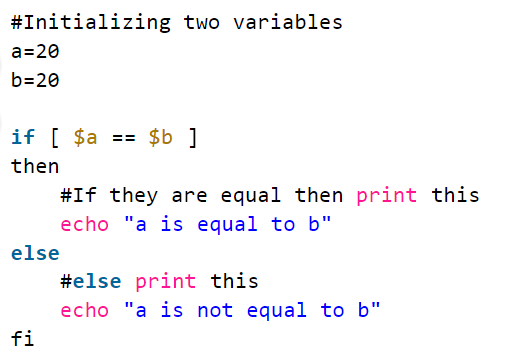 #Initializing two variables
a=20
b=20

if [ $a == $b ]
then
    #If they are equal then print this
    echo "a is equal to b"
else
    #else print this
    echo "a is not equal to b"
fi